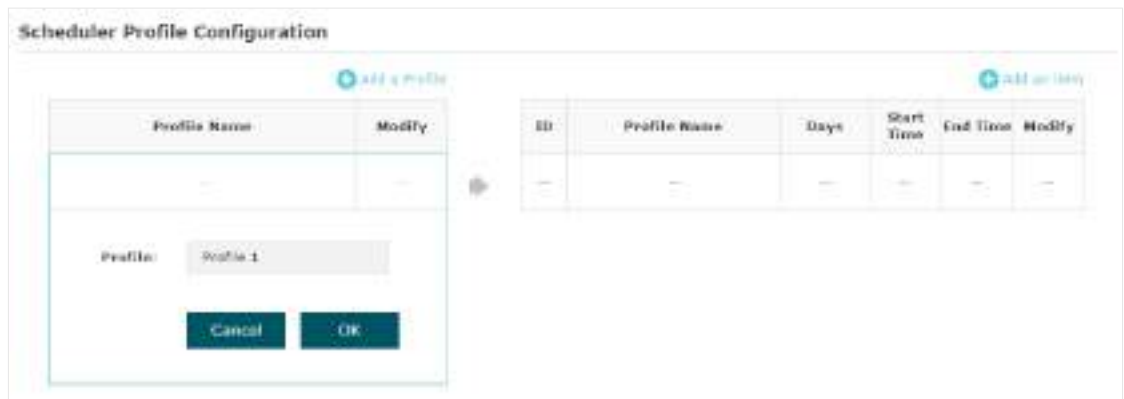 Scheduler Profile Configuration
Add a Profile
Add an Item
Profile Name Modify
ID Profile Name Days Start Time End Time Modify
--- ---
--- --- --- --- --- ---
Profile: Profile 1
Cancel OK